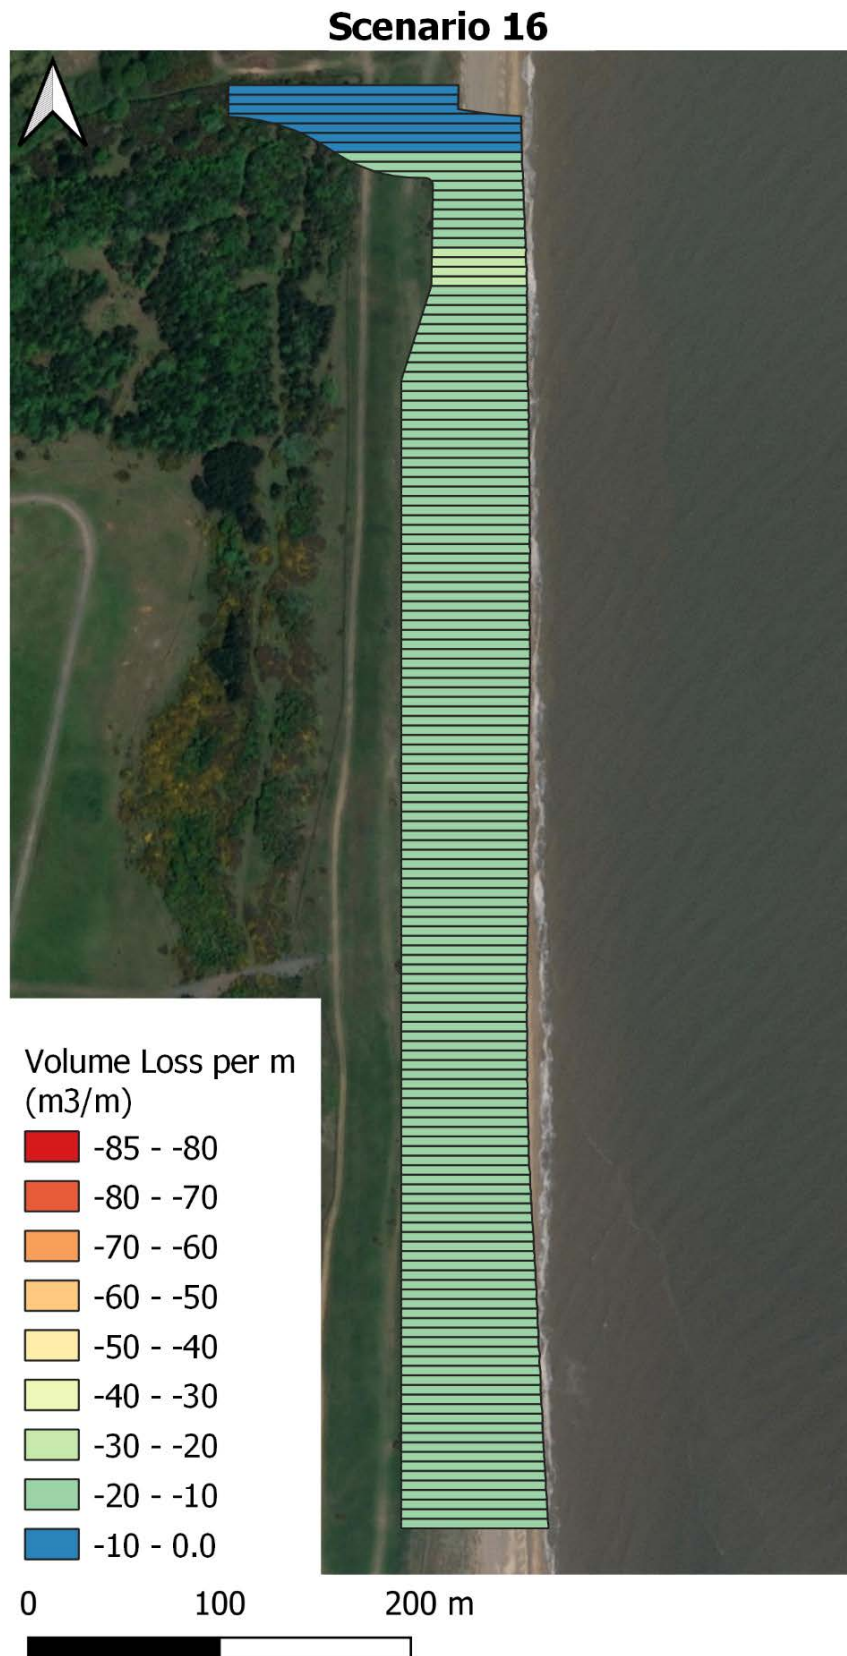 Scenario 16
Volume Loss per m
(m3/m)
-85 - -80
-80 - -70
-70 - -60
-60 - -50
-50 - -40
-40 - -30
-30 - -20
-20 - -10
-10 - 0.0
0 100 200 m